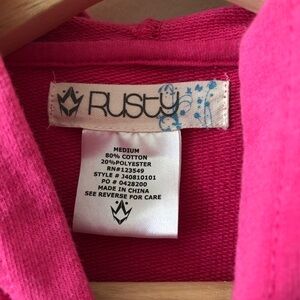 Rusty
MEDIUM
80% COTTON
20%POLYESTER
RN#123549
STYLE # J40810101
PO # 0428200
MADE IN CHINA
SEE REVERSE FOR CARE